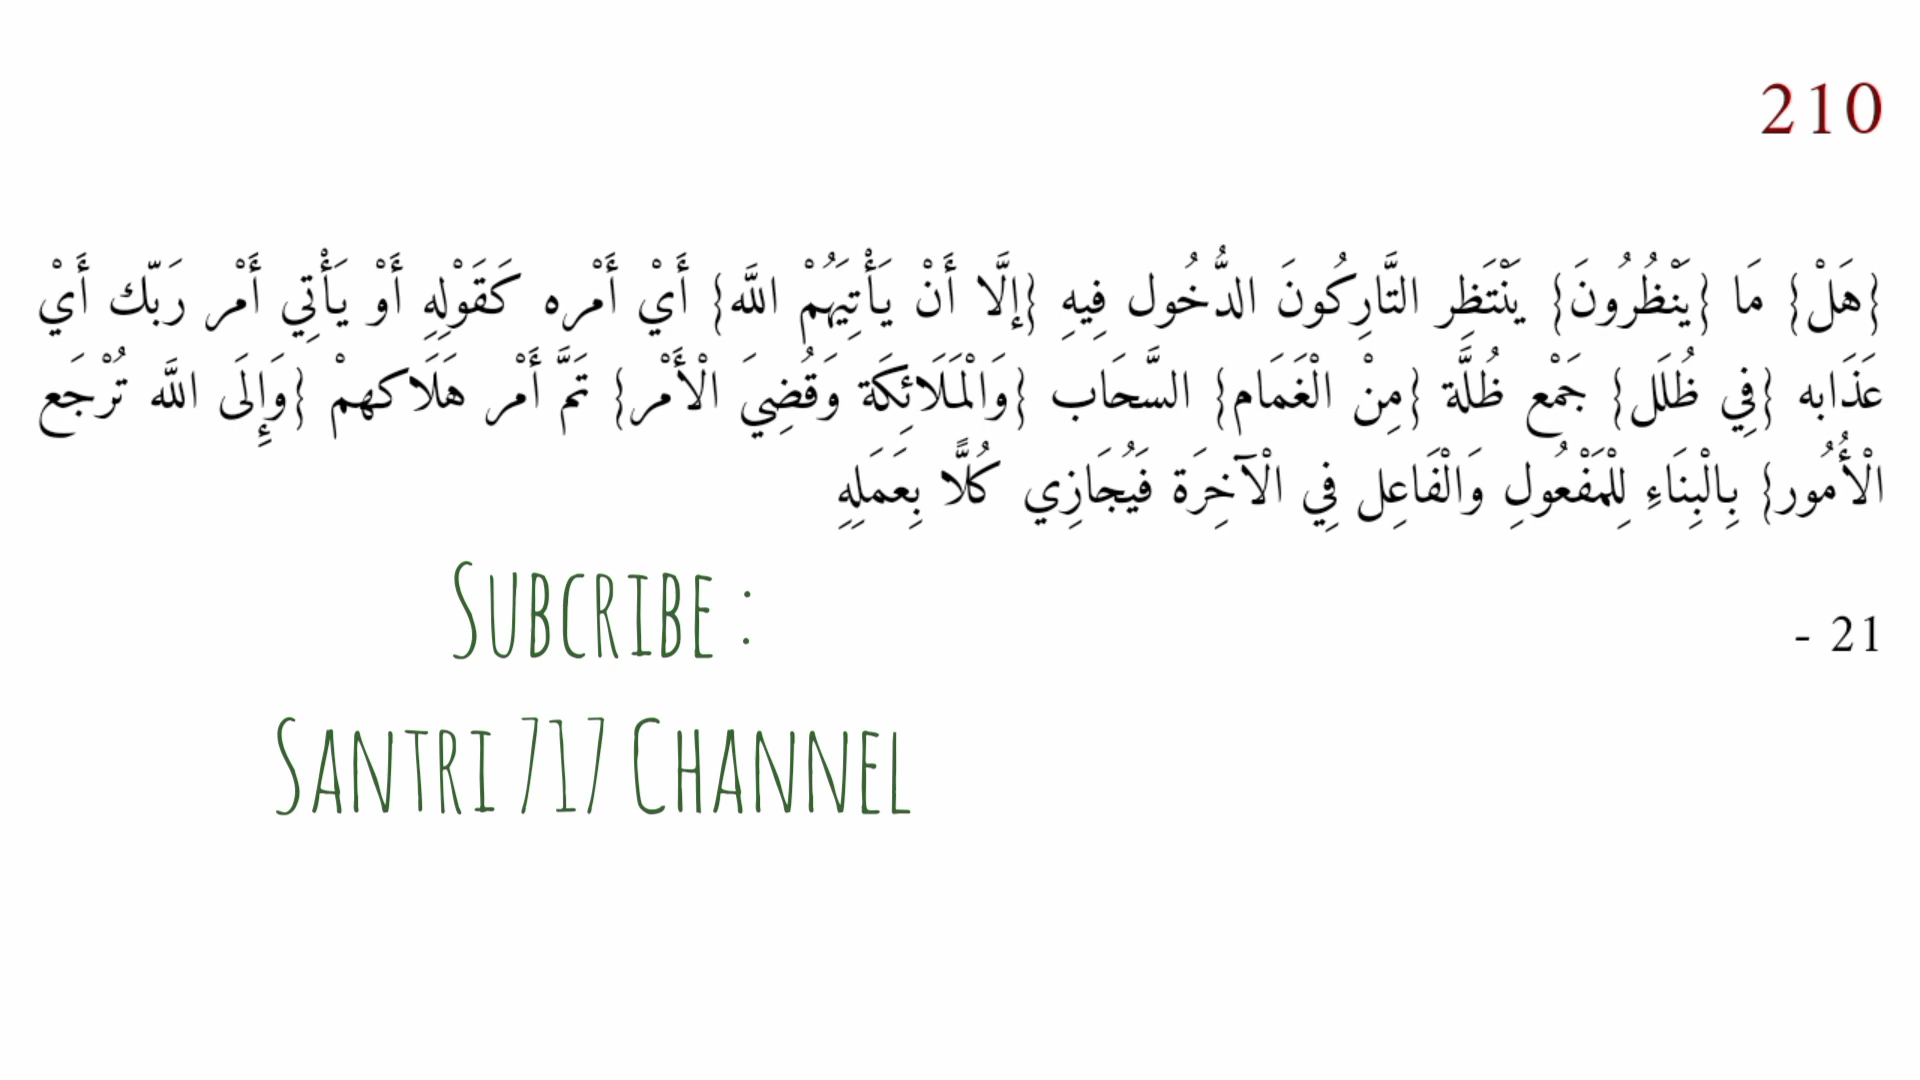 210
{هَلْ} مَا {يَنْظُرُونَ} يَنْتَظِر التَّارِكُونَ الدُّخُول فِيهِ {إلَّا أَنْ يَأْتِيَهُمْ اللَّه} أَيْ أَمْره كَقَوْلِهِ أَوْ يَأْتِي أَمْر رَبّك أَيْ
عَذَابه {فِي ظُلَل} جَمْع ظُلَّة {مِنْ الْغَمَام} السَّحَاب {وَالْمَلَائِكَة وَقُضِيَ الْأَمْر} تَمَّ أَمْر هَلَاكهمْ {وَإِلَى اللَّه تُرْجَع
الْأُمُور} بِالْبِنَاءِ لِلْمَفْعُولِ وَالْفَاعِل فِي الْآخِرَة فَيُجَازِي كُلًّا بِعَمَلِهِ
Subcribe :
- 21
Santri 717 Channel